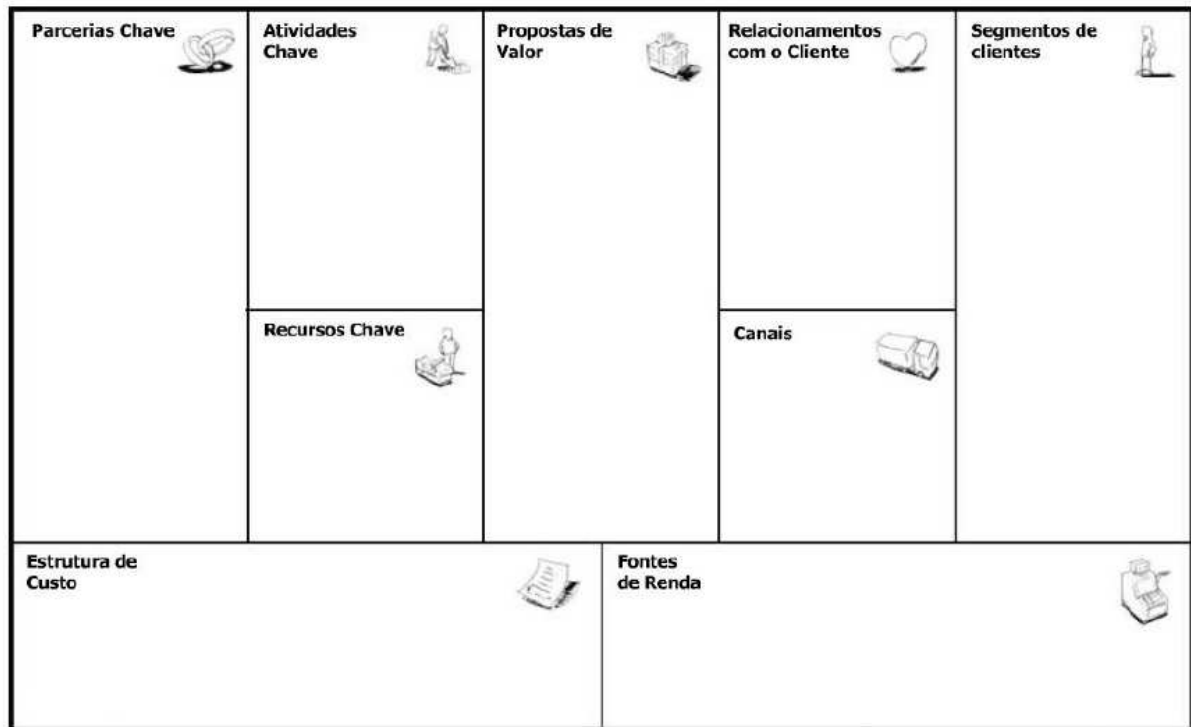 Parcerias Chave
Atividades
Chave
Propostas de
Valor
Relacionamentos
com o Cliente
Segmentos de
clientes
Recursos Chave
Canais
Estrutura de
Custo
Fontes
de Renda